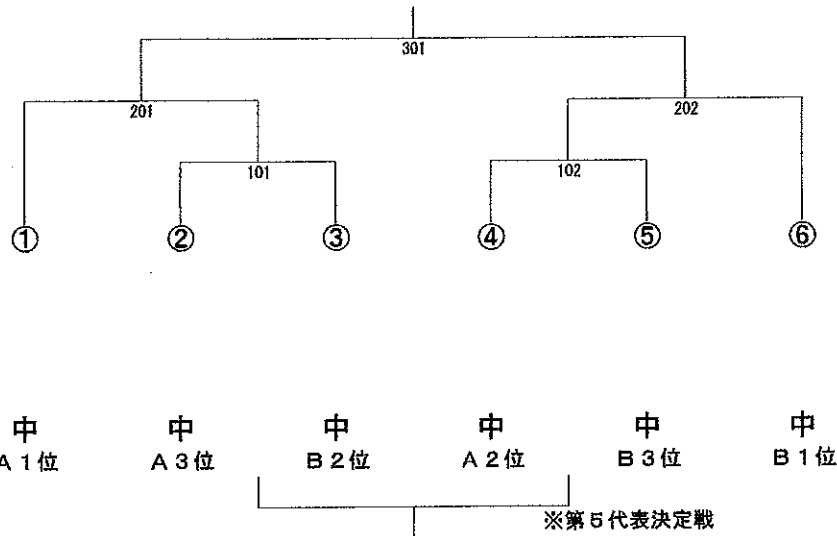 301
201
202
101
102
① ② ③ ④ ⑤ ⑥
中 中 中 中 中 中
A1位 A3位 B2位 A2位 B3位 B1位
※第5代表決定戦